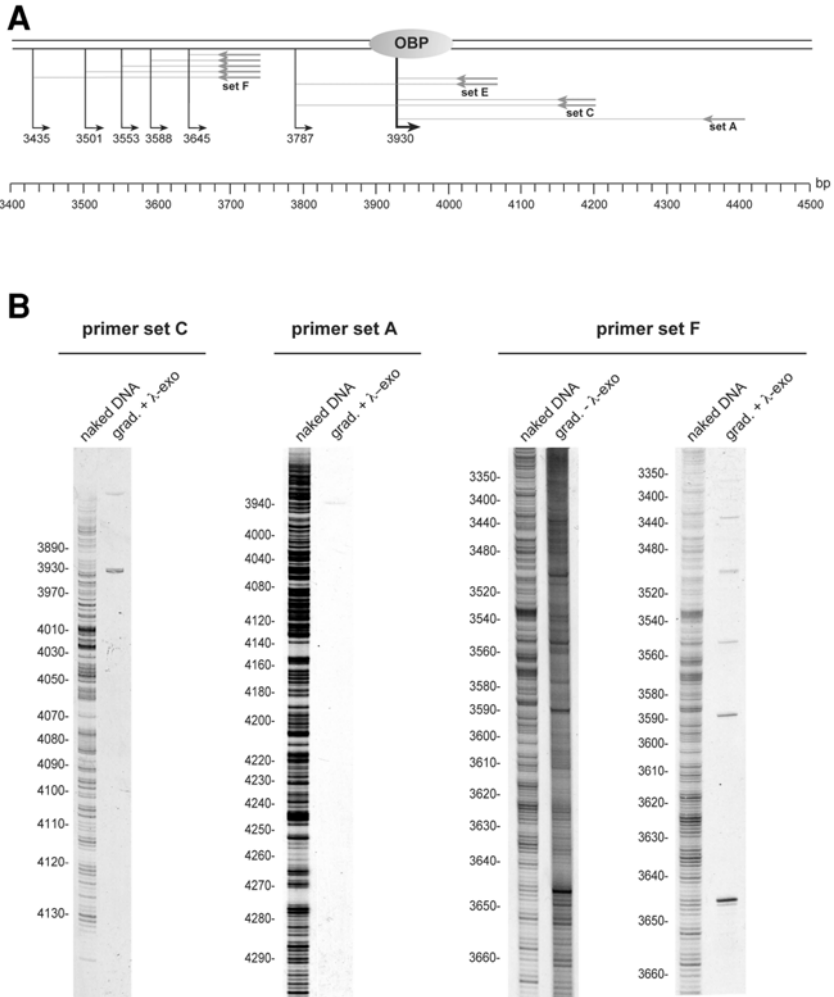 A
OBP
set F
set E
set C
set A
3435 3501 3553 3588 3645 3787 3930
bp
3400 3500 3600 3700 3800 3900 4000 4100 4200 4300 4400 4500
B
primer set C
primer set A
primer set F
naked DNA
grad. + λ-exo
naked DNA
grad. + λ-exo
naked DNA
grad. - λ-exo
naked DNA
grad. + λ-exo
3890-
3930-
3970-
4010-
4030-
4050-
4070-
4080-
4090-
4100-
4110-
4120-
4130-
3940-
4000-
4040-
4080-
4120-
4140-
4160-
4180-
4200-
4220-
4230-
4240-
4250-
4260-
4270-
4280-
4290-
3350-
3400-
3440-
3480-
3520-
3540-
3560-
3580-
3590-
3600-
3610-
3620-
3630-
3640-
3650-
3660-
3350-
3400-
3440-
3480-
3520-
3540-
3560-
3580-
3590-
3600-
3610-
3620-
3630-
3640-
3650-
3660-